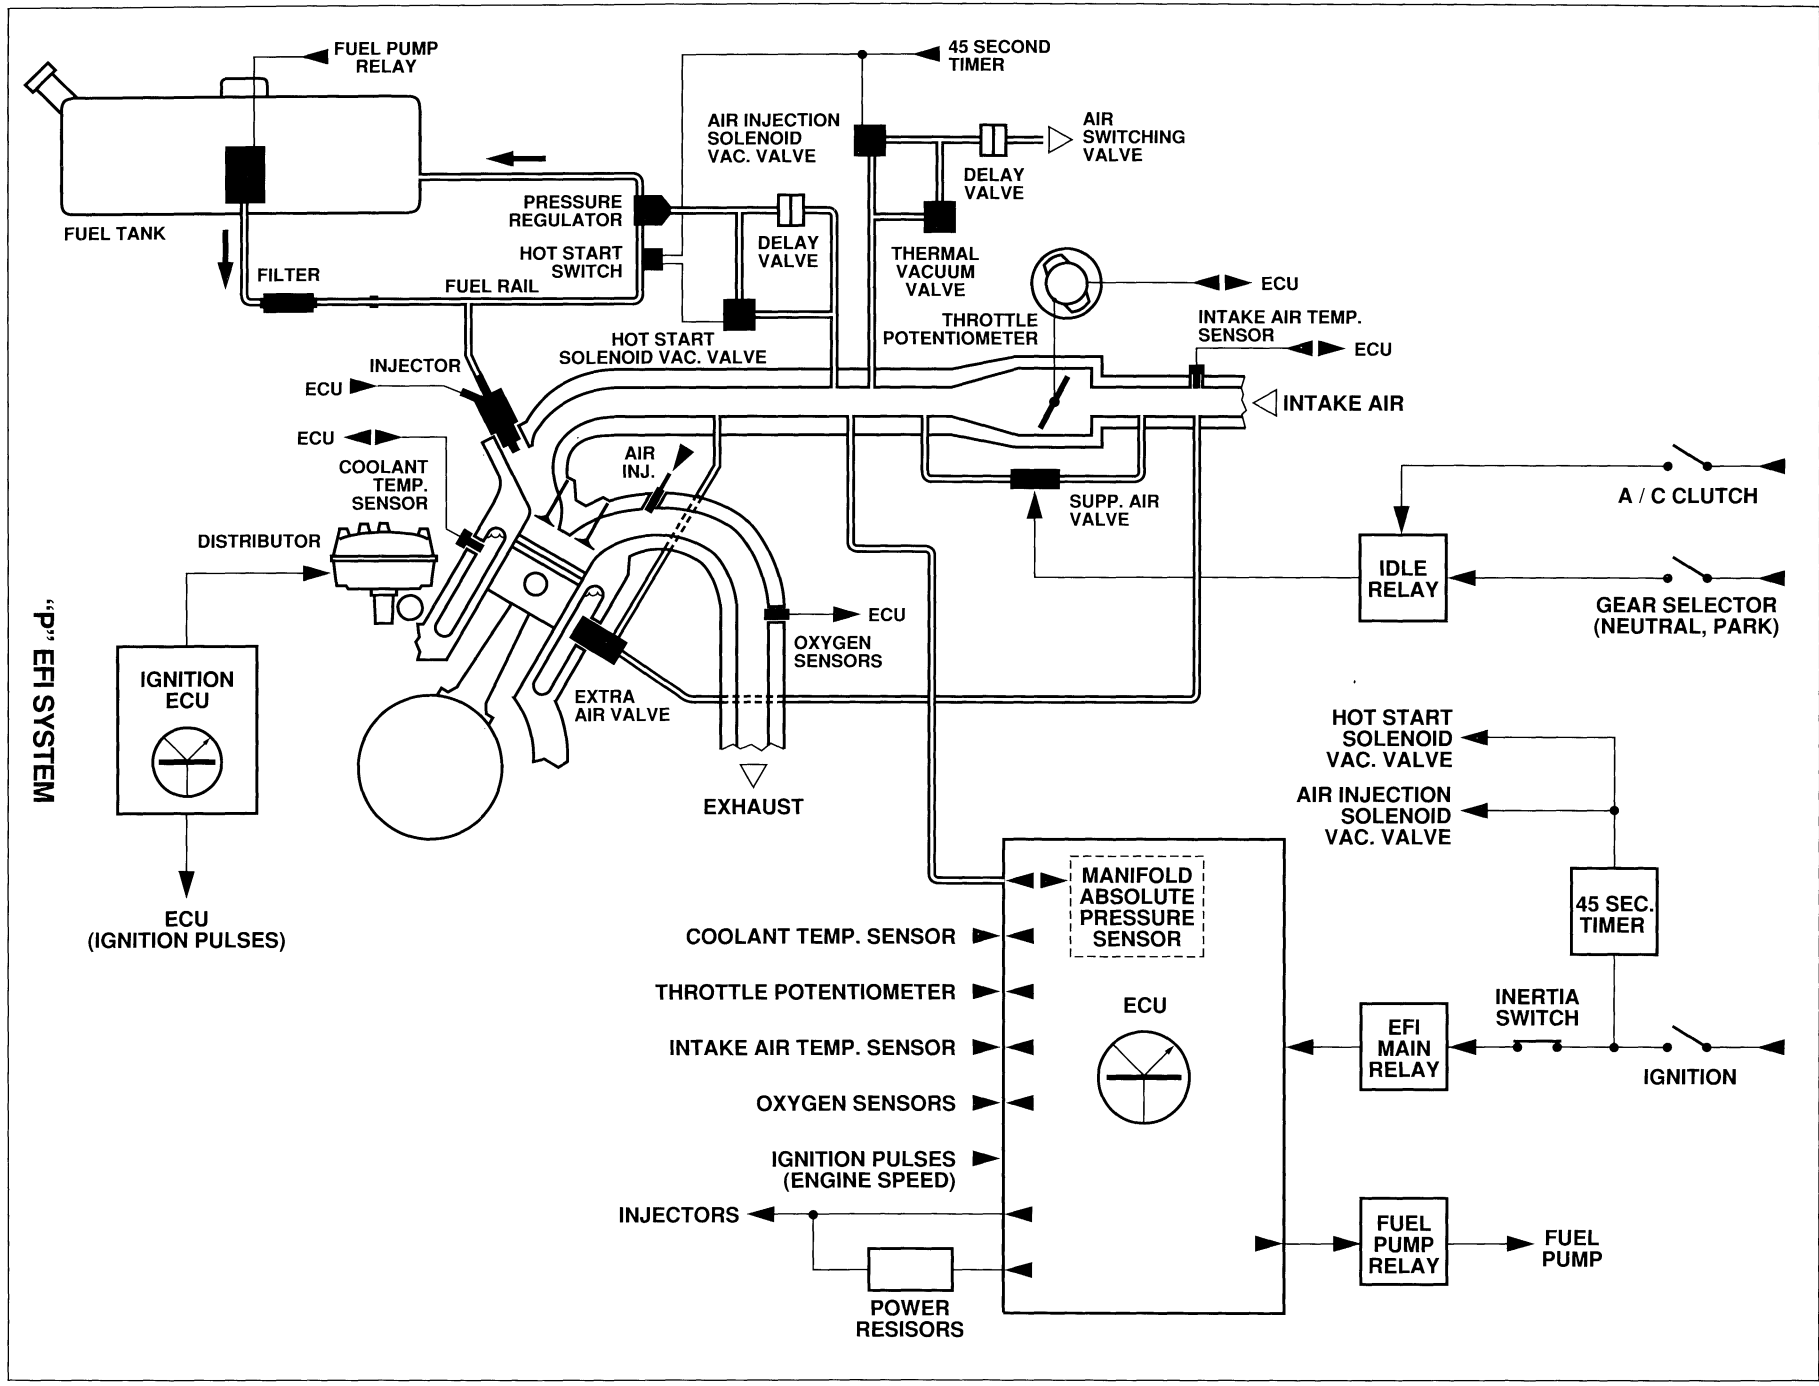 FUEL PUMP
RELAY
45 SECOND
TIMER
AIR INJECTION
SOLENOID
VAC. VALVE
AIR
SWITCHING
VALVE
DELAY
VALVE
PRESSURE
REGULATOR
FUEL TANK
DELAY
VALVE
HOT START
SWITCH
THERMAL
VACUUM
VALVE
FILTER
FUEL RAIL
ECU
THROTTLE
POTENTIOMETER
INTAKE AIR TEMP.
SENSOR
ECU
HOT START
SOLENOID VAC. VALVE
INJECTOR
ECU
INTAKE AIR
ECU
COOLANT
TEMP.
SENSOR
AIR
INJ.
SUPP. AIR
VALVE
A / C CLUTCH
DISTRIBUTOR
IDLE
RELAY
GEAR SELECTOR
(NEUTRAL, PARK)
ECU
OXYGEN
SENSORS
"P" EFI SYSTEM
IGNITION
ECU
EXTRA
AIR VALVE
EXHAUST
HOT START
SOLENOID
VAC. VALVE
AIR INJECTION
SOLENOID
VAC. VALVE
ECU
(IGNITION PULSES)
MANIFOLD
ABSOLUTE
PRESSURE
SENSOR
45 SEC.
TIMER
COOLANT TEMP. SENSOR
THROTTLE POTENTIOMETER
ECU
INERTIA
SWITCH
INTAKE AIR TEMP. SENSOR
EFI
MAIN
RELAY
IGNITION
OXYGEN SENSORS
IGNITION PULSES
(ENGINE SPEED)
INJECTORS
FUEL
PUMP
RELAY
FUEL
PUMP
POWER
RESISORS